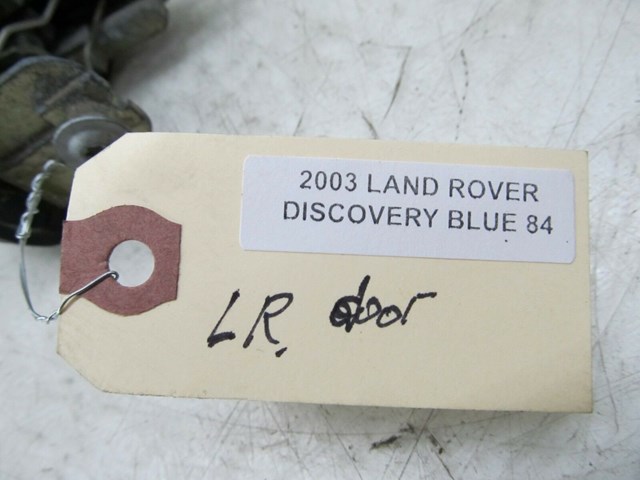 2003 LAND ROVER
DISCOVERY BLUE 84
LR. door